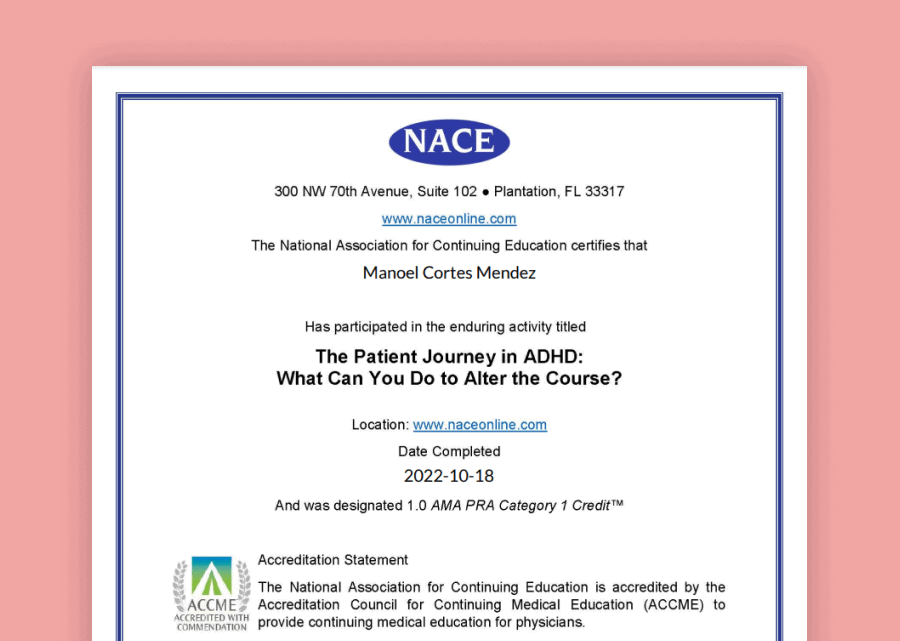 NACE
300 NW 70th Avenue, Suite 102 ● Plantation, FL 33317
www.naceonline.com
The National Association for Continuing Education certifies that
Manoel Cortes Mendez
Has participated in the enduring activity titled
The Patient Journey in ADHD:
What Can You Do to Alter the Course?
Location: www.naceonline.com
Date Completed
2022-10-18
And was designated 1.0 AMA PRA Category 1 Credit™
Accreditation Statement
The National Association for Continuing Education is accredited by the
Accreditation Council for Continuing Medical Education (ACCME) to
provide continuing medical education for physicians.
ACCME
ACCREDITED WITH
COMMENDATION